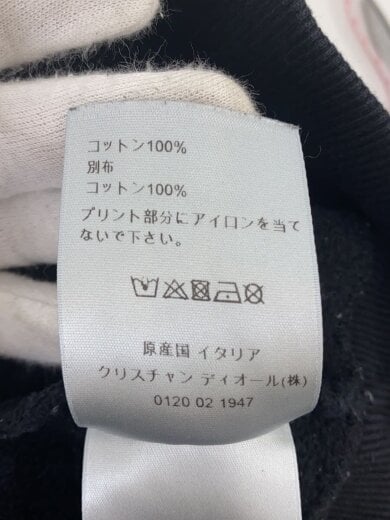 コットン100%
別布
コットン100%
プリント部分にアイロンを当て
ないで下さい。
原産国 イタリア
クリスチャン ディオール(株)
0120 02 1947